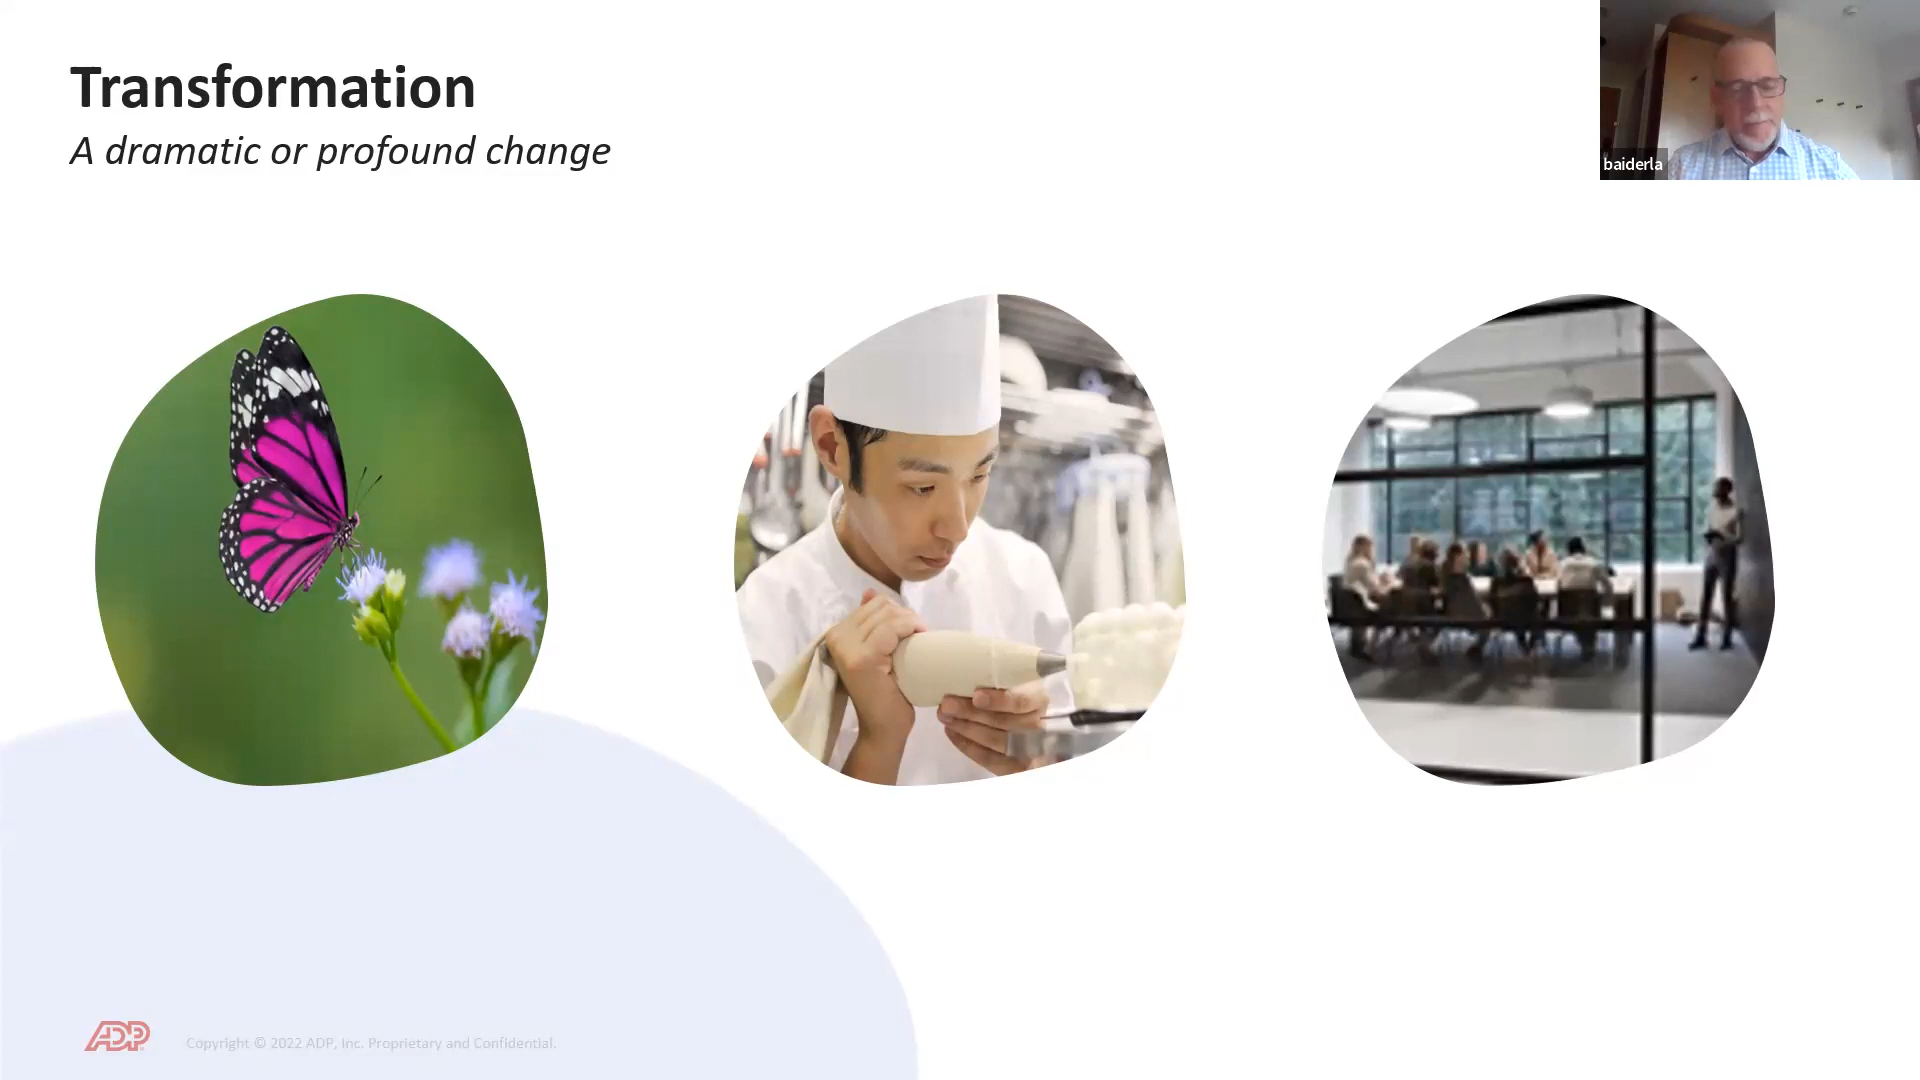 Transformation
A dramatic or profound change
baiderla
ADP
Copyright © 2022 ADP, Inc. Proprietary and Confidential.